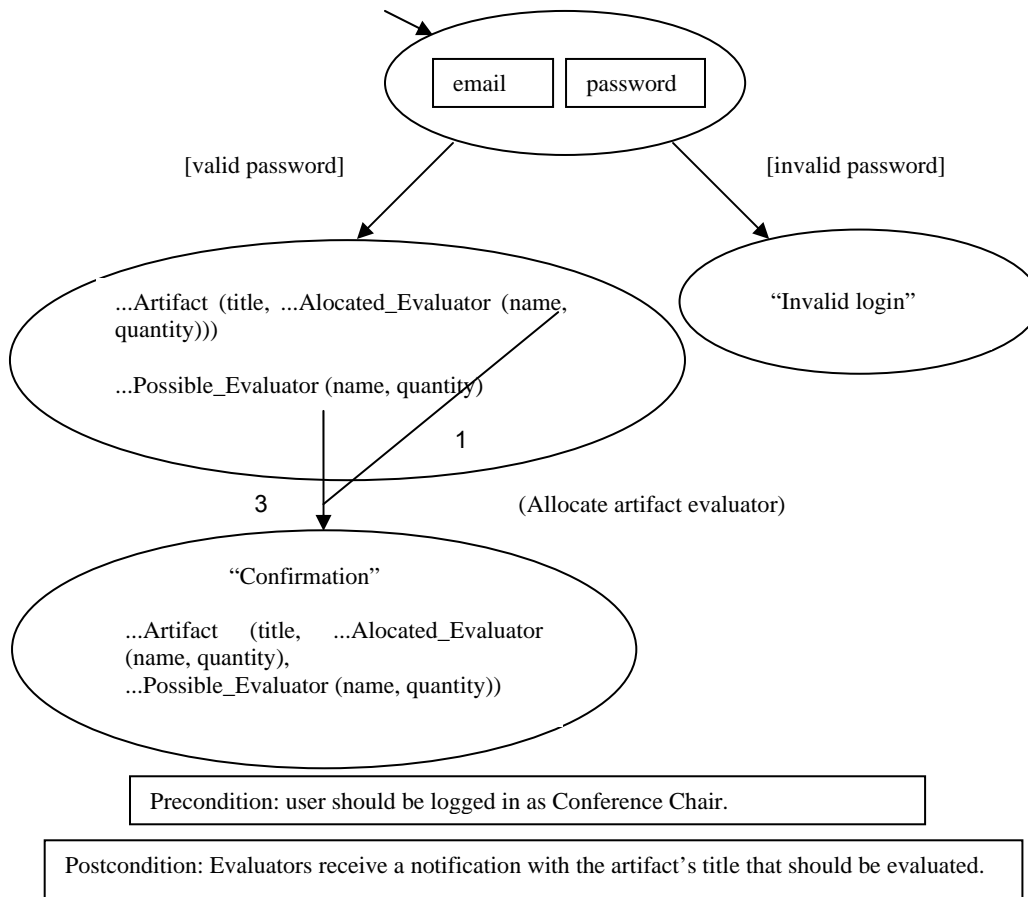 email password
[valid password] [invalid password]
...Artifact (title, ...Alocated_Evaluator (name,
quantity)))
...Possible_Evaluator (name, quantity)
“Invalid login”
1
3
(Allocate artifact evaluator)
“Confirmation”
...Artifact (title, ...Alocated_Evaluator
(name, quantity),
...Possible_Evaluator (name, quantity))
Precondition: user should be logged in as Conference Chair.
Postcondition: Evaluators receive a notification with the artifact’s title that should be evaluated.